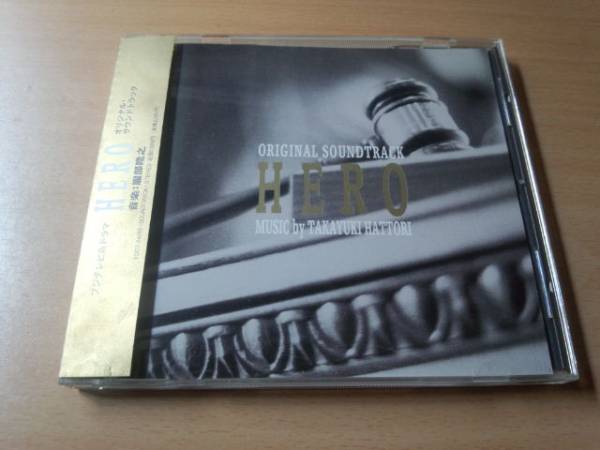 フジテレビ系ドラマ
HERO
オリジナル・
サウンドトラック
音楽:服部隆之
ORIGINAL SOUNDTRACK
HERO
MUSIC by TAKAYUKI HATTORI